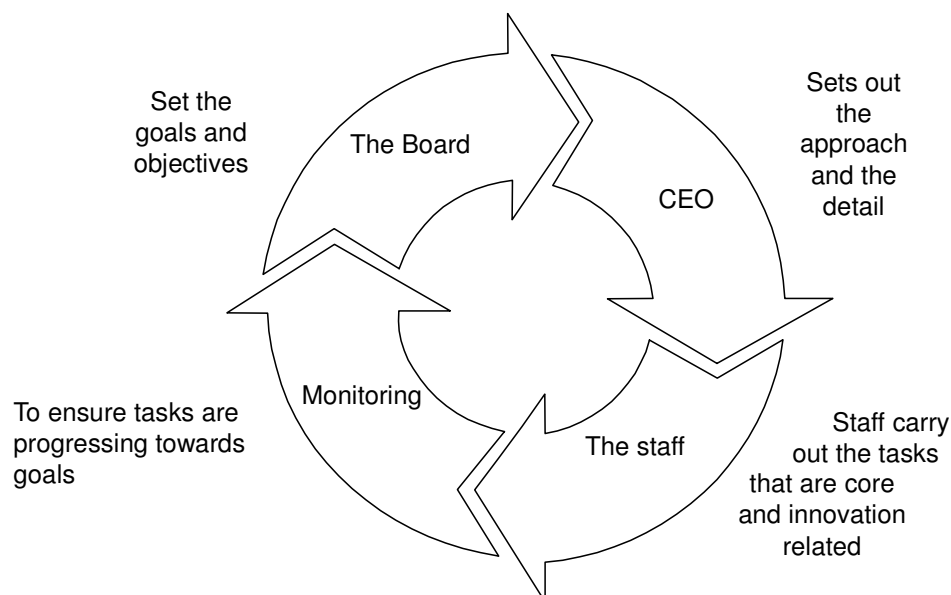 Set the
goals and
objectives
The Board
CEO
Sets out
the
approach
and the
detail
The staff
Staff carry
out the tasks
that are core
and innovation
related
Monitoring
To ensure tasks are
progressing towards
goals